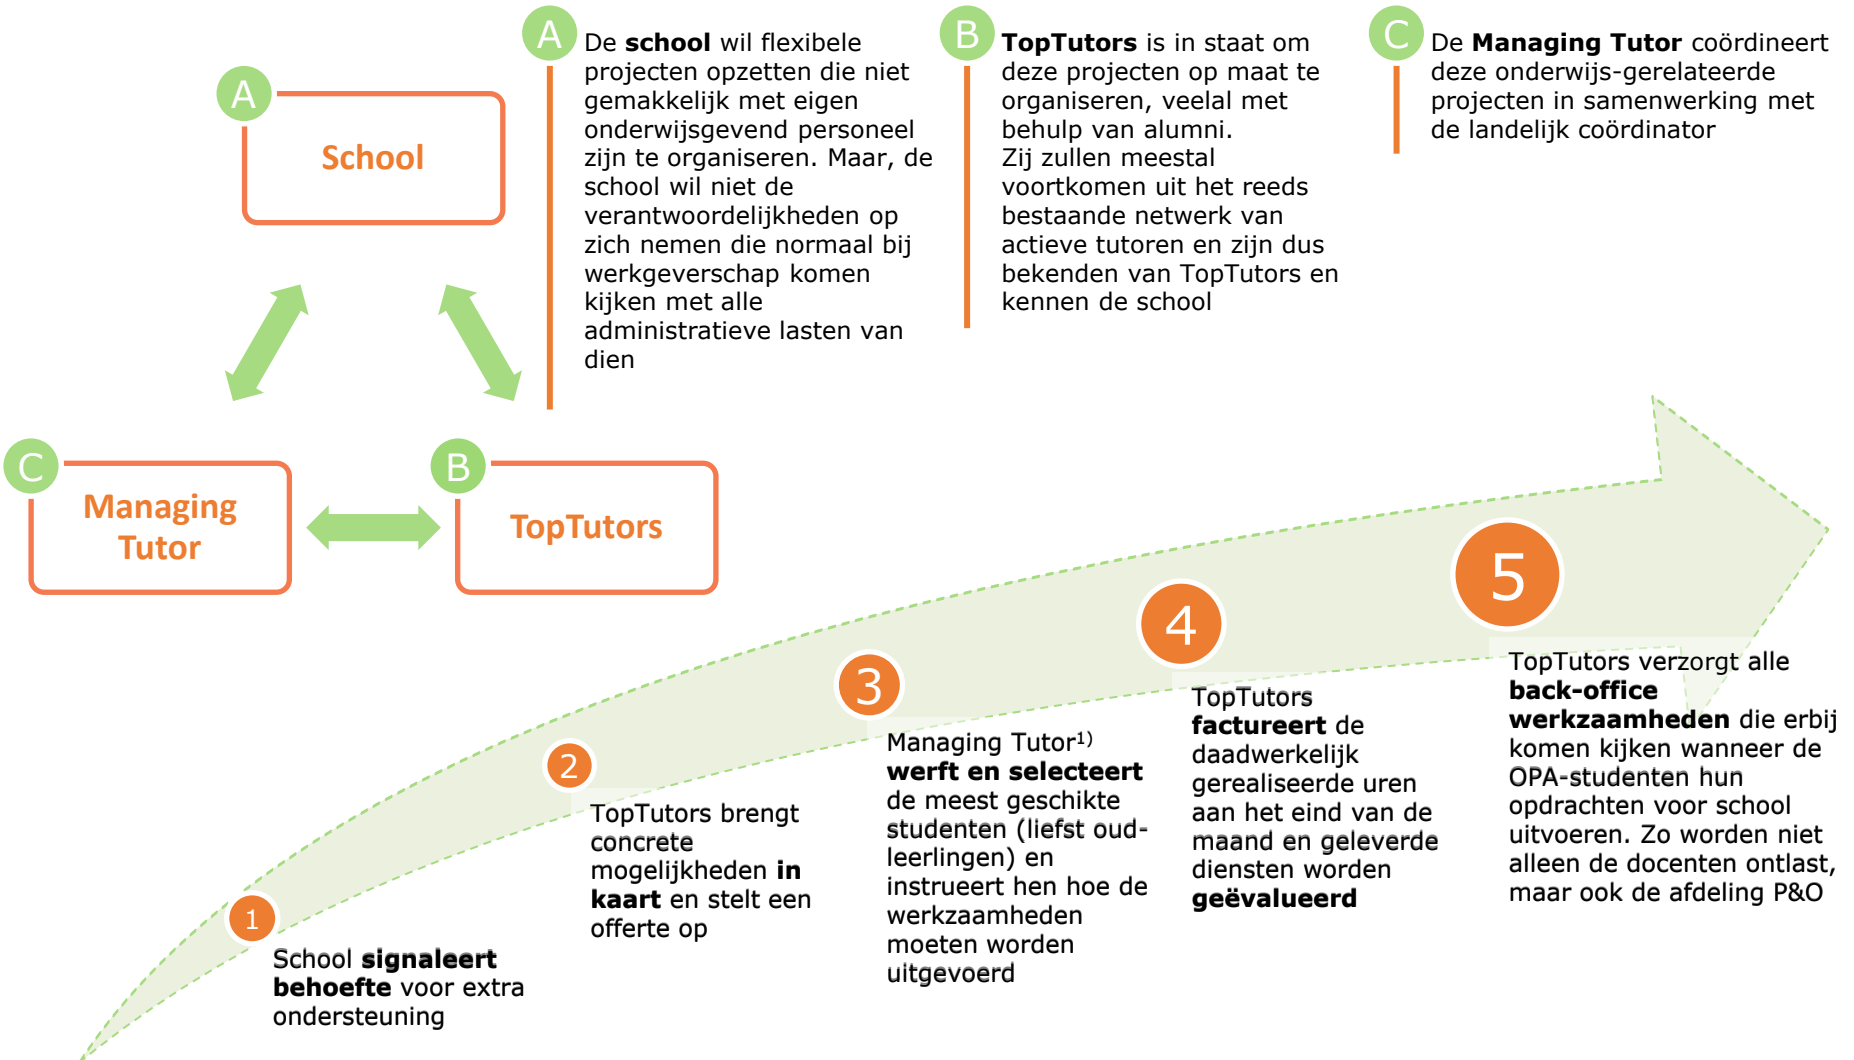 A
School
C
Managing
Tutor
B
TopTutors
A
De school wil flexibele
projecten opzetten die niet
gemakkelijk met eigen
onderwijsgevend personeel
zijn te organiseren. Maar, de
school wil niet de
verantwoordelijkheden op
zich nemen die normaal bij
werkgeverschap komen
kijken met alle
administratieve lasten van
dien
B
TopTutors is in staat om
deze projecten op maat te
organiseren, veelal met
behulp van alumni.
Zij zullen meestal
voortkomen uit het reeds
bestaande netwerk van
actieve tutoren en zijn dus
bekenden van TopTutors en
kennen de school
C
De Managing Tutor coördineert
deze onderwijs-gerelateerde
projecten in samenwerking met
de landelijk coördinator
1
School signaleert
behoefte voor extra
ondersteuning
2
TopTutors brengt
concrete
mogelijkheden in
kaart en stelt een
offerte op
3
Managing Tutor1)
werft en selecteert
de meest geschikte
studenten (liefst oud-
leerlingen) en
instrueert hen hoe de
werkzaamheden
moeten worden
uitgevoerd
4
TopTutors
factureert de
daadwerkelijk
gerealiseerde uren
aan het eind van de
maand en geleverde
diensten worden
geëvalueerd
5
TopTutors verzorgt alle
back-office
werkzaamheden die erbij
komen kijken wanneer de
OPA-studenten hun
opdrachten voor school
uitvoeren. Zo worden niet
alleen de docenten ontlast,
maar ook de afdeling P&O